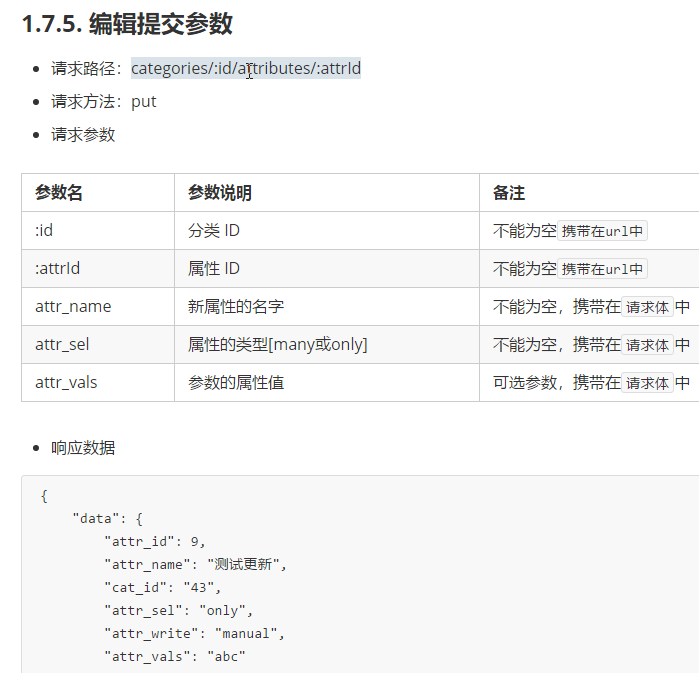 1.7.5. 编辑提交参数
请求路径：categories/:id/attributes/:attrId
请求方法：put
请求参数
参数名 参数说明 备注
:id 分类 ID 不能为空携带在url中
:attrId 属性 ID 不能为空携带在url中
attr_name 新属性的名字 不能为空，携带在请求体中
attr_sel 属性的类型[many或only] 不能为空，携带在请求体中
attr_vals 参数的属性值 可选参数，携带在请求体中
响应数据
{
"data": {
"attr_id": 9,
"attr_name": "测试更新",
"cat_id": "43",
"attr_sel": "only",
"attr_write": "manual",
"attr_vals": "abc"